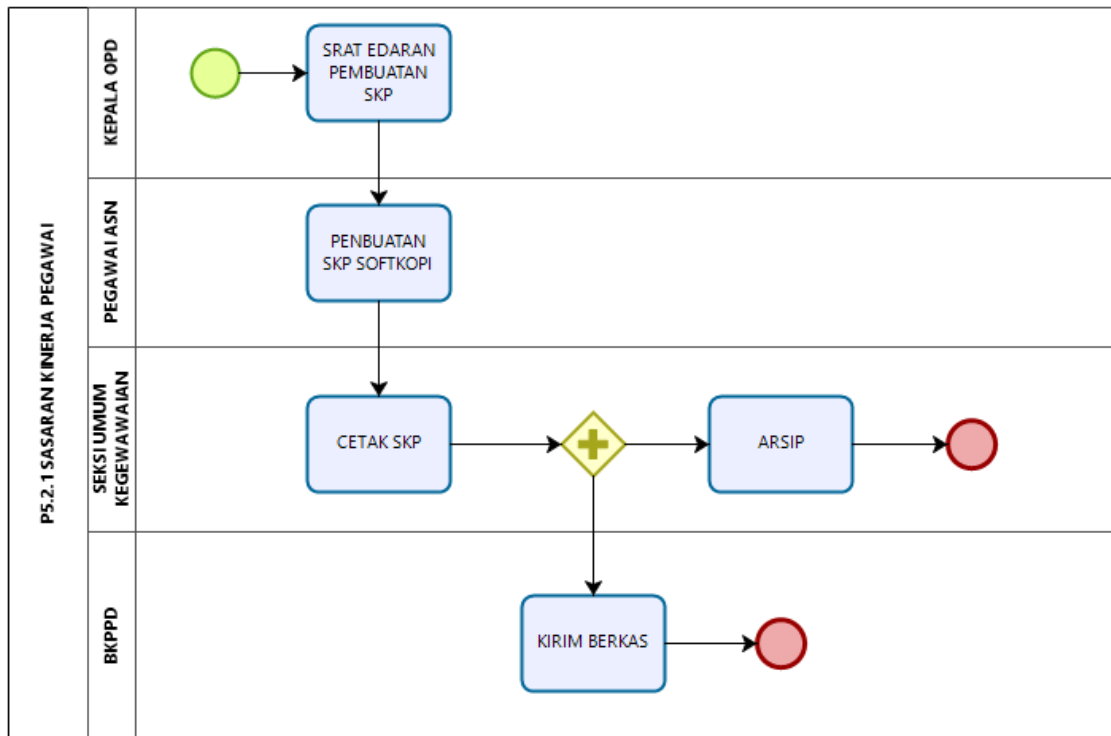 P5.2.1 SASARAN KINERJA PEGAWAI
KEPALA OPD
SRAT EDARAN
PEMBUATAN
SKP
PEGAWAI ASN
PENBUATAN
SKP SOFTKOPI
SEKSI UMUM
KEGEWAWAIAN
CETAK SKP
ARSIP
BKPPD
KIRIM BERKAS